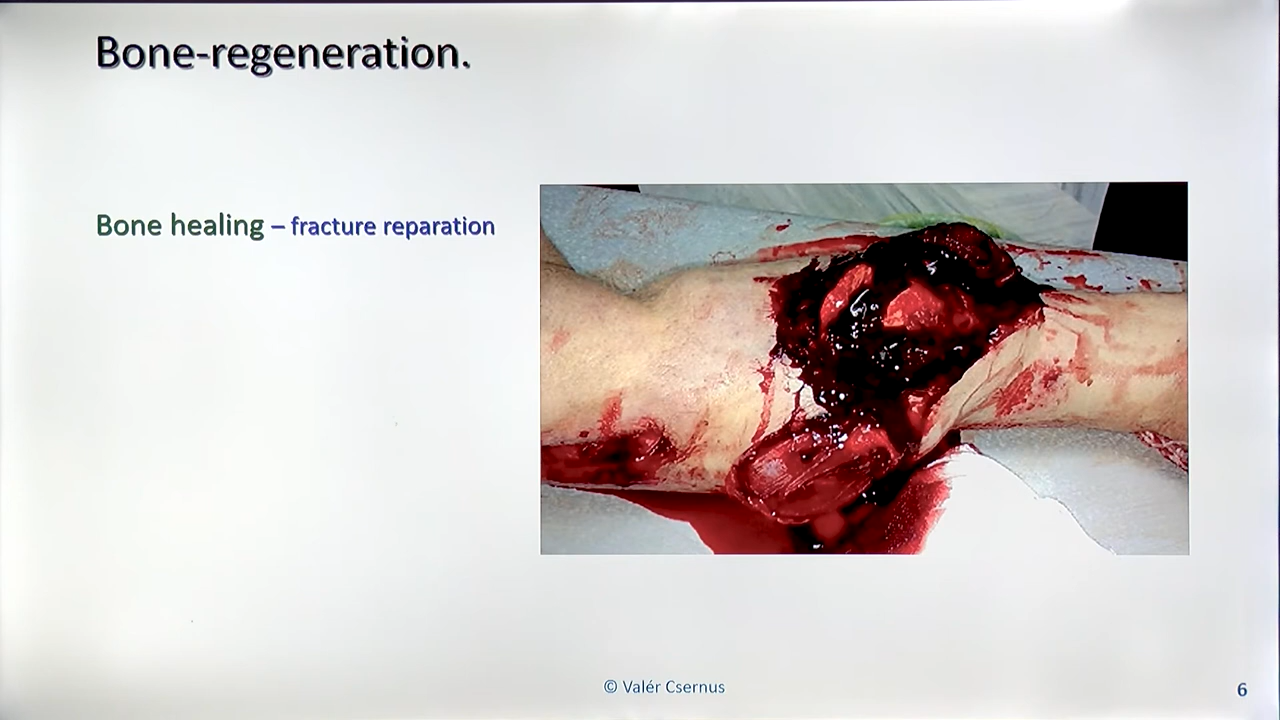 Bone-regeneration.
Bone healing – fracture reparation
© Valér Csernus
6